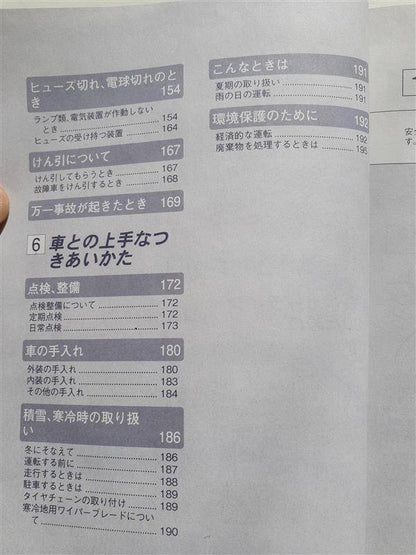 ヒューズ切れ、電球切れのと
き 154
ランプ類、電気装置が作動しない
とき 154
ヒューズの受け持つ装置 164
けん引について 167
けん引してもらうとき 167
故障車をけん引するとき 168
万一事故が起きたとき 169
6 車との上手なつ
きあいかた
点検、整備 172
点検整備について 172
定期点検 172
日常点検 173
車の手入れ 180
外装の手入れ 180
内装の手入れ 183
その他の手入れ 184
積雪、寒冷時の取り扱
い 186
冬にそなえて 186
運転する前に 187
走行するときは 188
駐車するときは 189
タイヤチェーンの取り付け 189
寒冷地用ワイパーブレードについ
て 190
こんなときは 191
夏期の取り扱い 191
雨の日の運転 191
環境保護のために 192
経済的な運転 192
廃棄物を処理するときは 195
す。